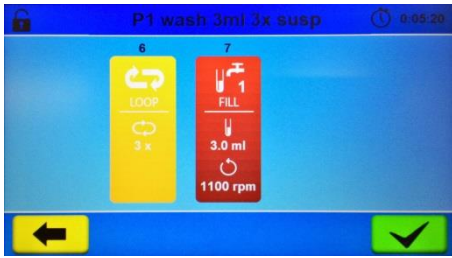 P1 wash 3ml 3x susp
0:05:20
6
7
LOOP
1
FILL
3 x
3.0 ml
1100 rpm